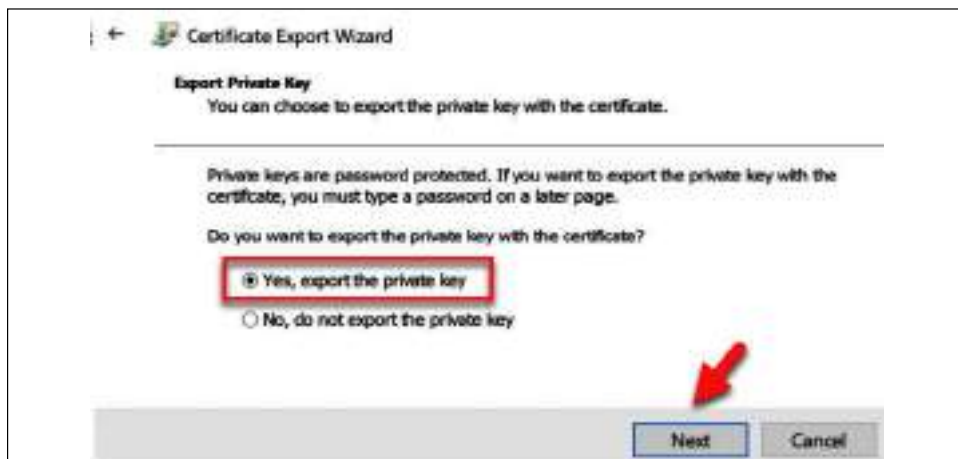 Certificate Export Wizard
Export Private Key
You can choose to export the private key with the certificate.
Private keys are password protected. If you want to export the private key with the
certificate, you must type a password on a later page.
Do you want to export the private key with the certificate?
Yes, export the private key
No, do not export the private key
Next Cancel